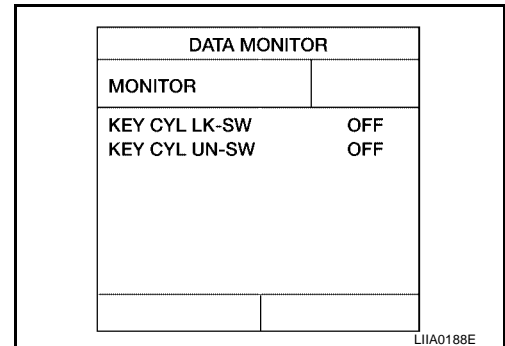 DATA MONITOR
MONITOR
KEY CYL LK-SW OFF
KEY CYL UN-SW OFF
LIIA0188E